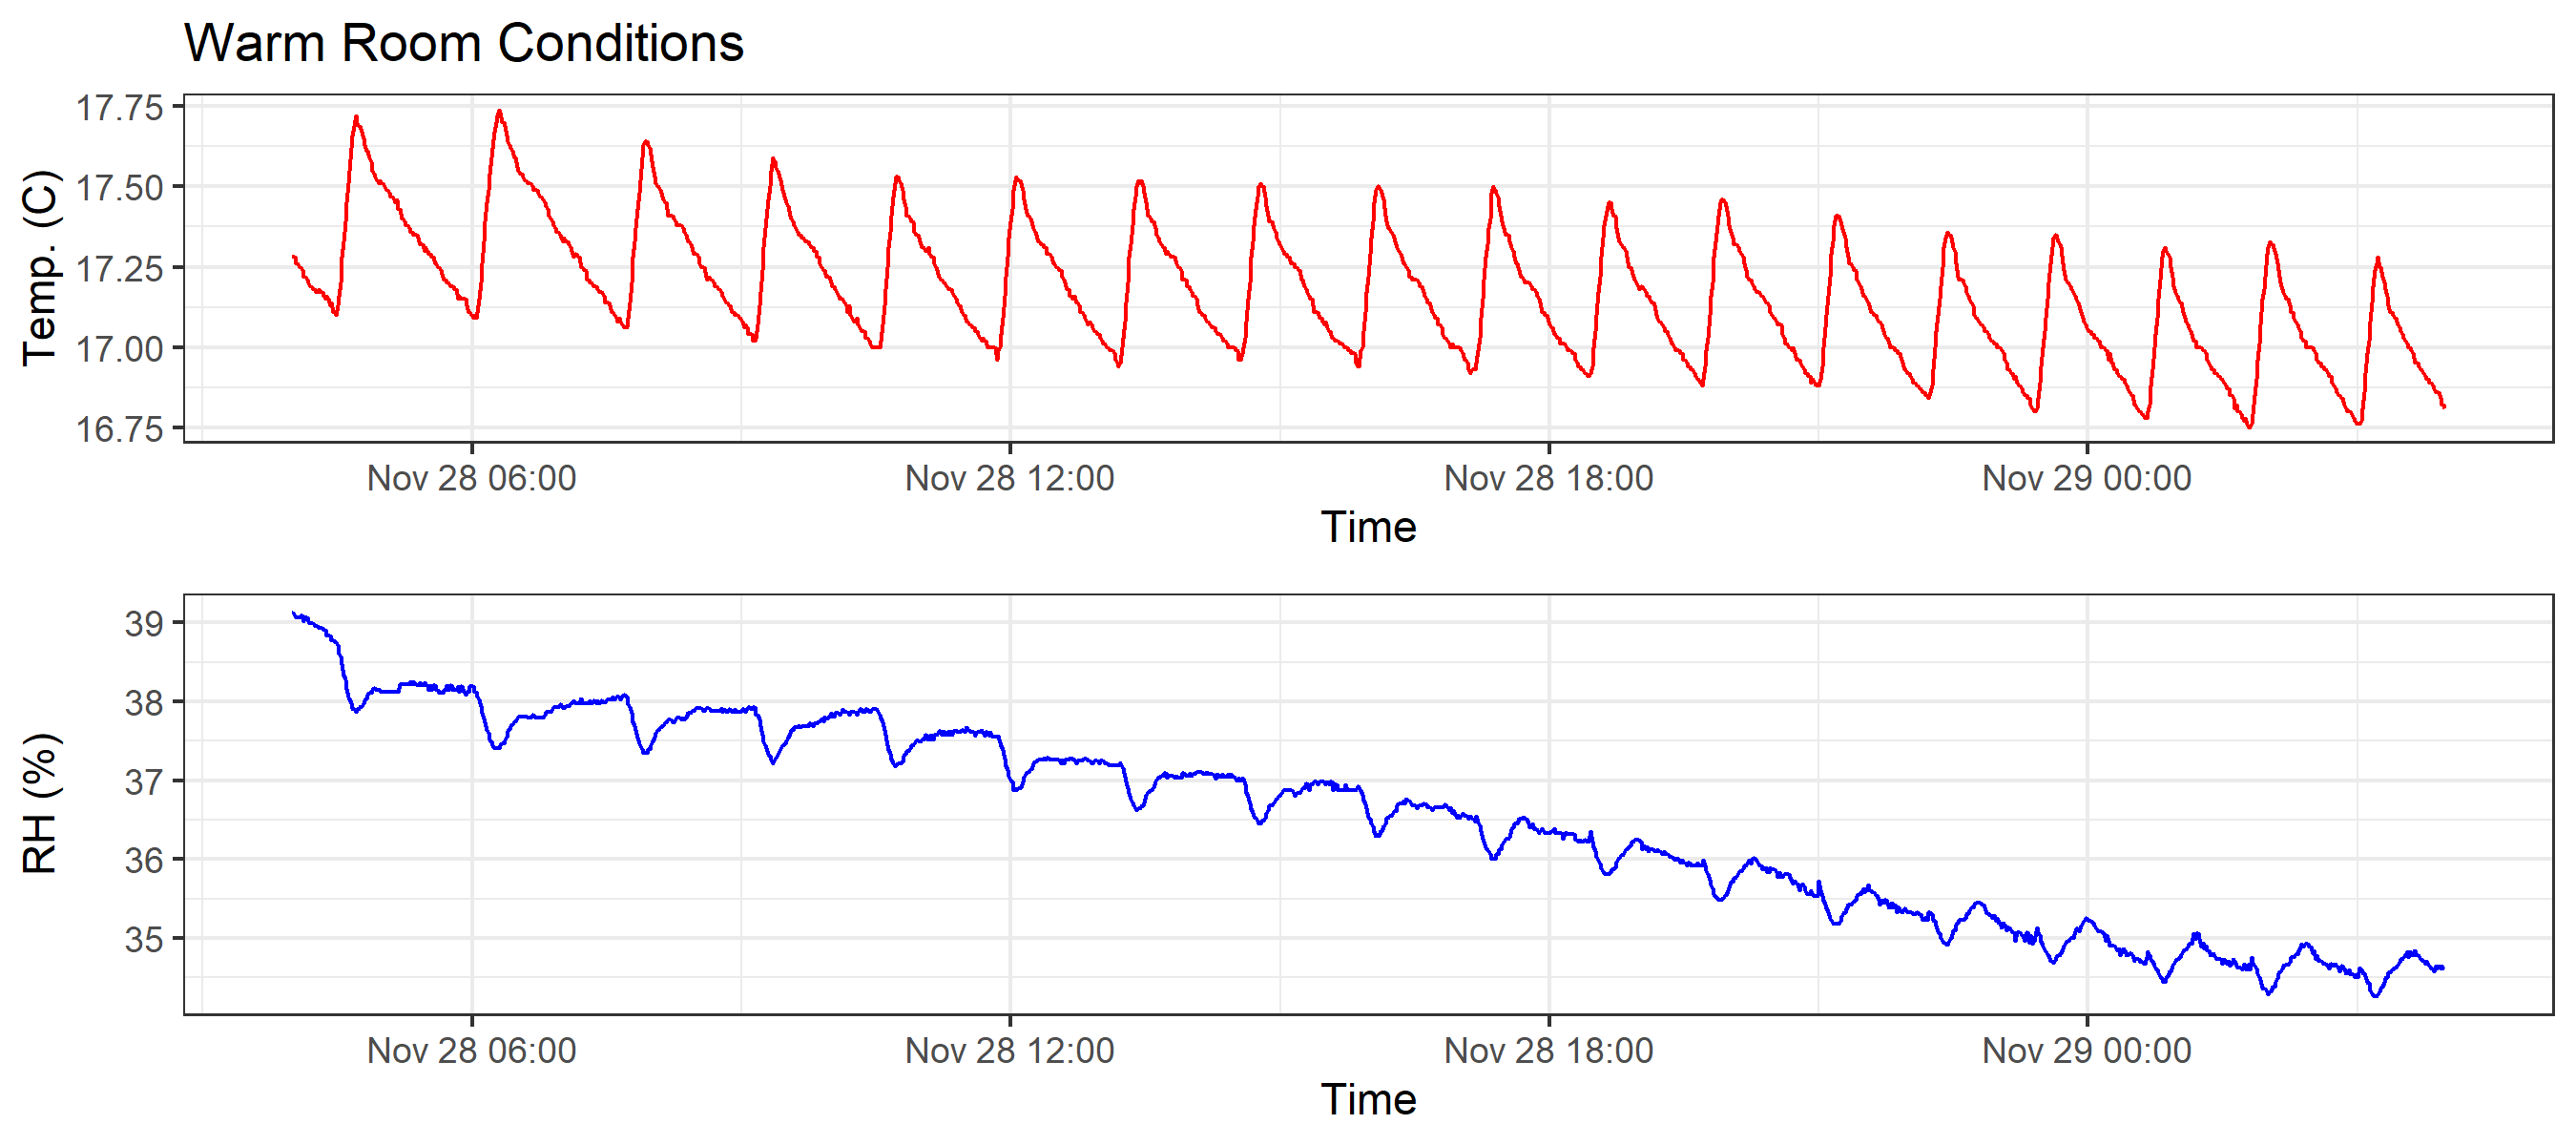 Warm Room Conditions
Temp. (C)
17.75
17.50
17.25
17.00
16.75
Nov 28 06:00
Nov 28 12:00
Nov 28 18:00
Nov 29 00:00
Time
RH (%)
39
38
37
36
35
Nov 28 06:00
Nov 28 12:00
Nov 28 18:00
Nov 29 00:00
Time